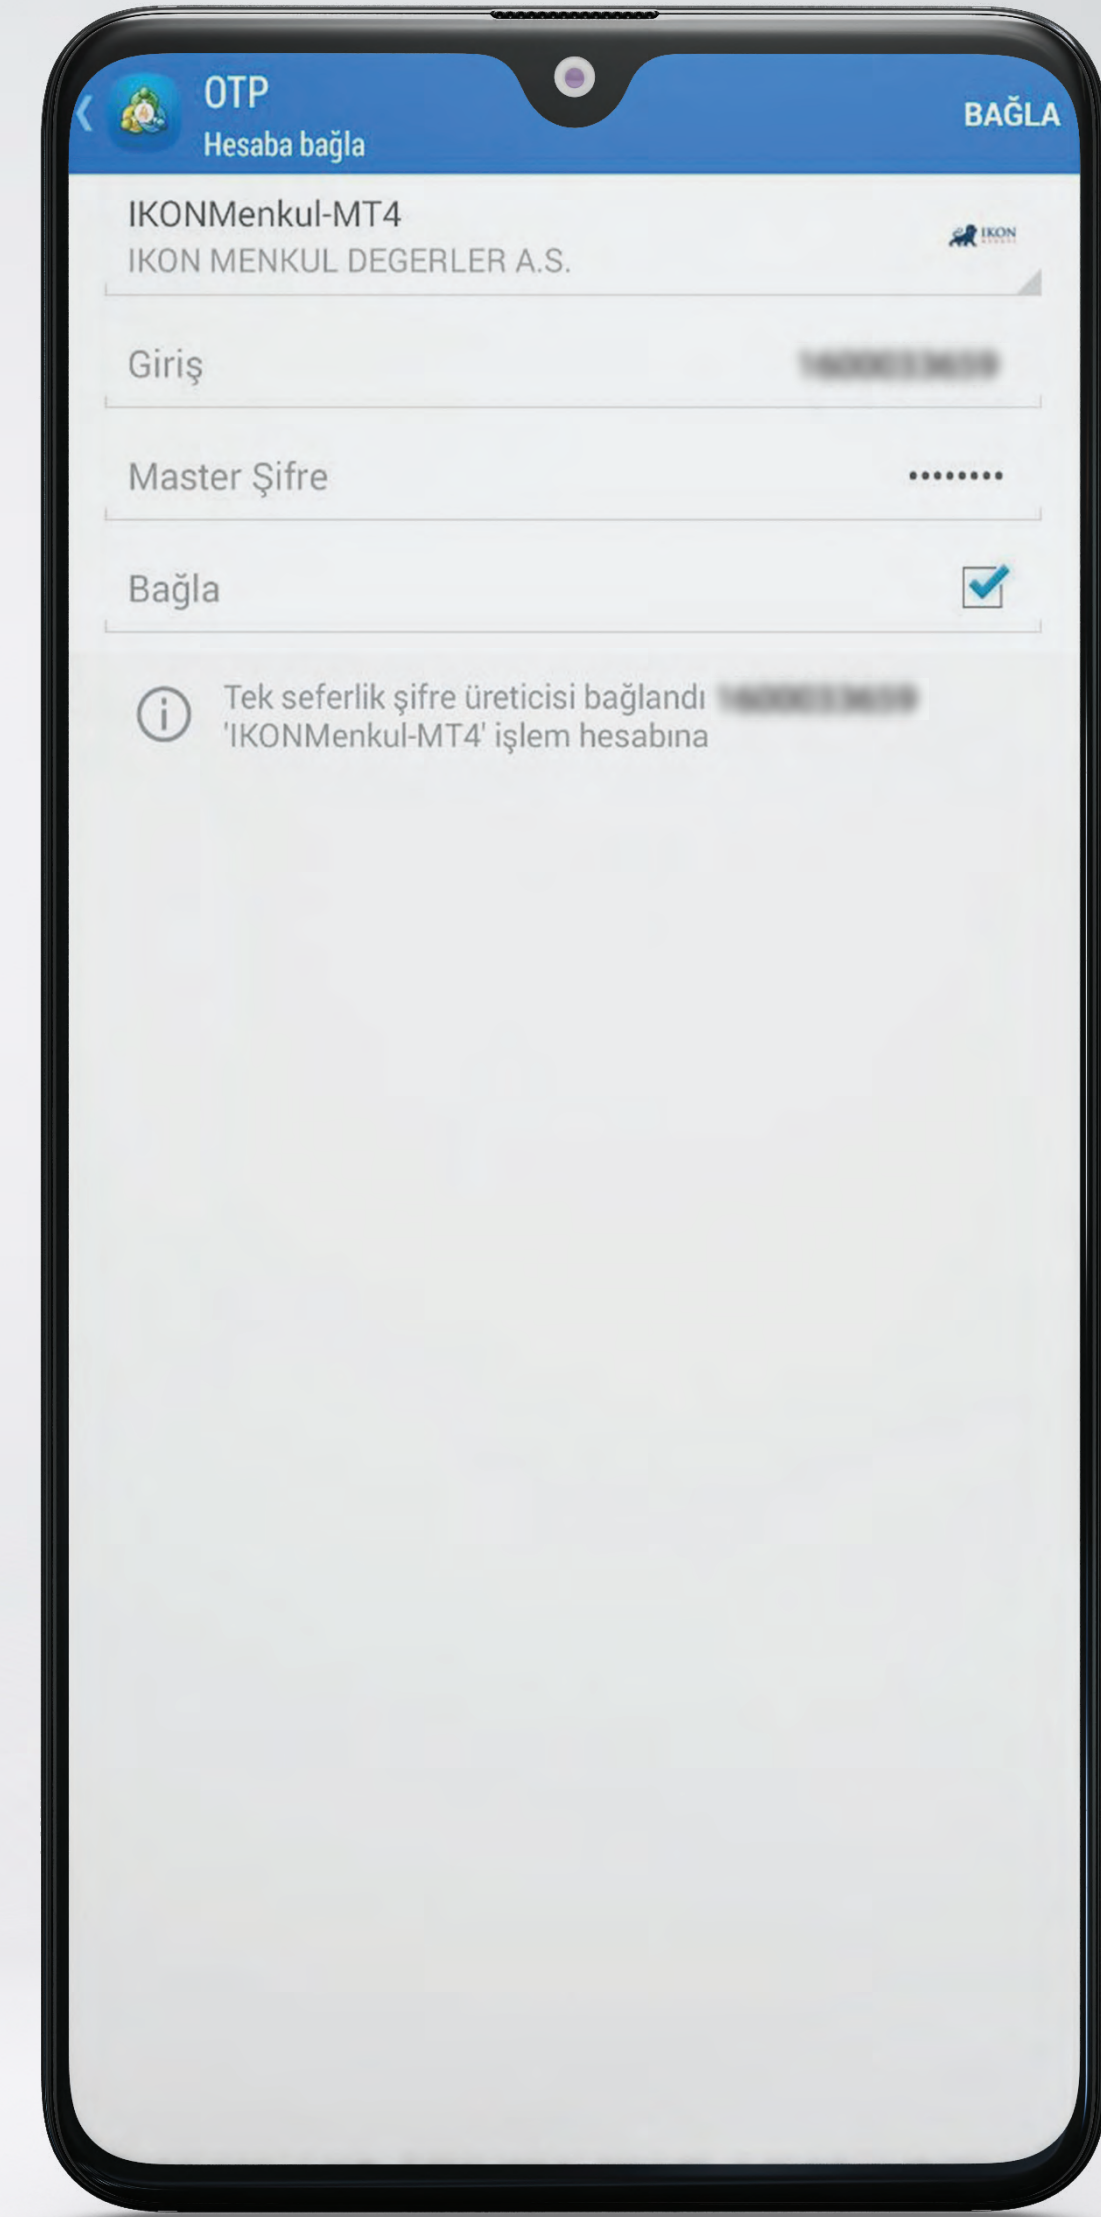 OTP
Hesaba bağla
BAĞLA
IKONMenkul-MT4
IKON MENKUL DEGERLER A.S.
IKON
Giriş
Master Şifre
••••••••
Bağla
Tek seferlik şifre üreticisi bağlandı
'IKONMenkul-MT4' işlem hesabına